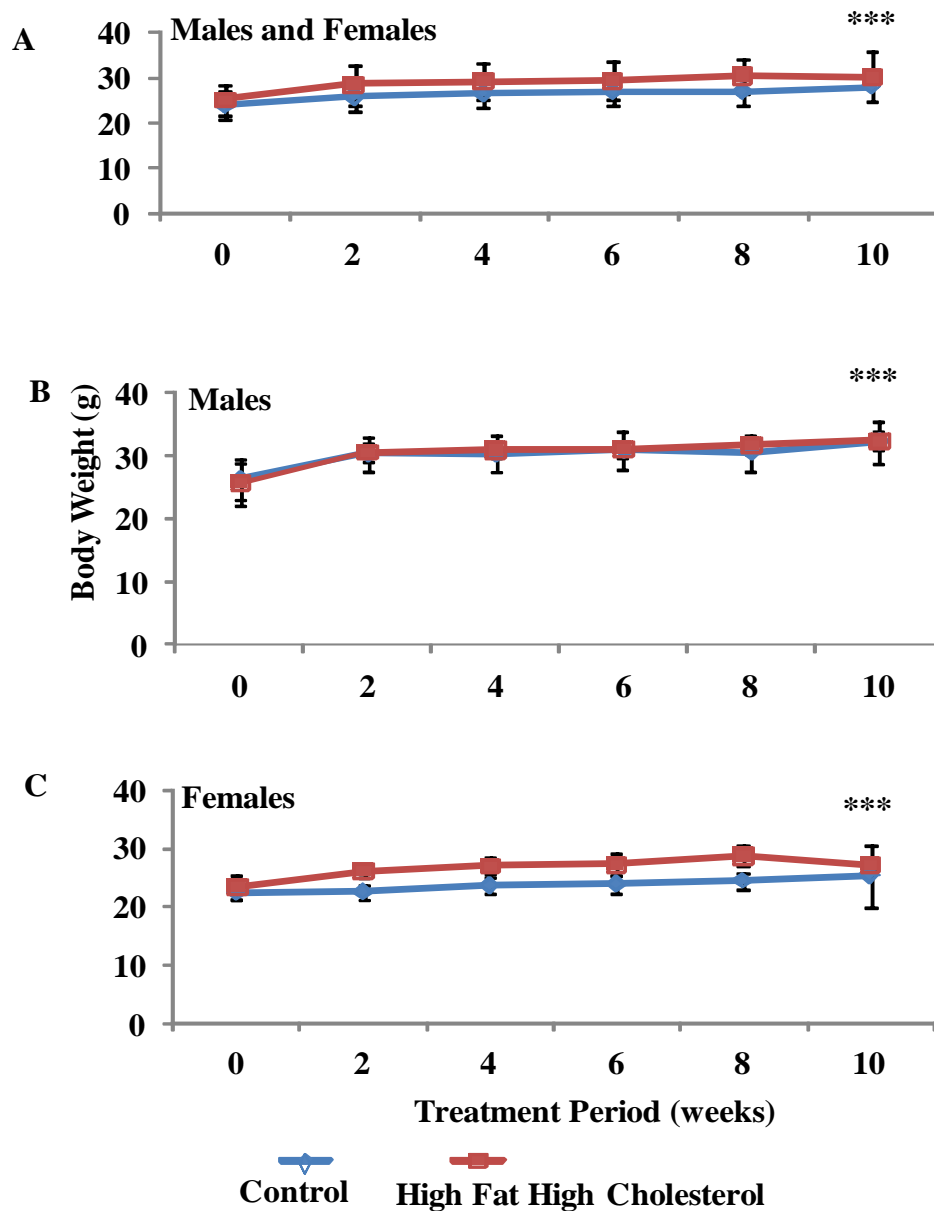 A
Males and Females
***
40
30
20
10
0
0 2 4 6 8 10
B
Males
***
Body Weight (g)
40
30
20
10
0
0 2 4 6 8 10
C
Females
***
40
30
20
10
0
0 2 4 6 8 10
Treatment Period (weeks)
Control
High Fat High Cholesterol